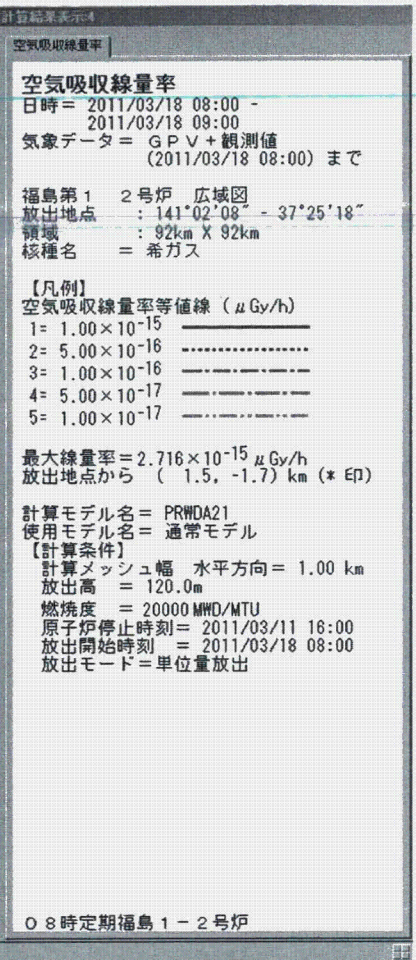 計算結果表示:4
空気吸収線量率
空気吸収線量率
日時= 2011/03/18 08:00 -
2011/03/18 09:00
気象データ= GPV+観測値
(2011/03/18 08:00) まで
福島第1 2号炉 広域図
放出地点 : 141°02'08" - 37°25'18"
領域 : 92km X 92km
核種名 = 希ガス
【凡例】
空気吸収線量率等値線 (μGy/h)
1= 1.00×10-15
2= 5.00×10-16
3= 1.00×10-16
4= 5.00×10-17
5= 1.00×10-17
最大線量率=2.716×10-15 μGy/h
放出地点から ( 1.5, -1.7) km (* 印)
計算モデル名= PRWDA21
使用モデル名= 通常モデル
【計算条件】
計算メッシュ幅 水平方向= 1.00 km
放出高 = 120.0m
燃焼度 = 20000MWD/MTU
原子炉停止時刻= 2011/03/11 16:00
放出開始時刻 = 2011/03/18 08:00
放出モード=単位量放出
08時定期福島1-2号炉